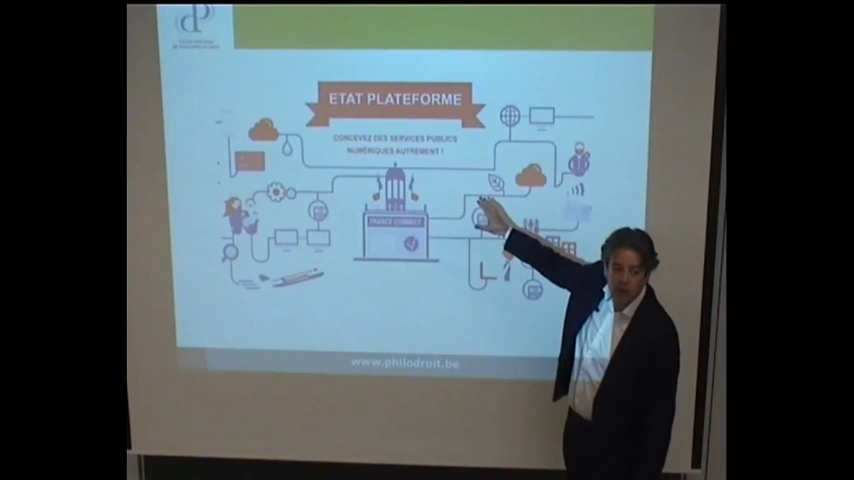 ETAT PLATEFORME
CONCEVEZ DES SERVICES PUBLICS
NUMÉRIQUES AUTREMENT !
FRANCE CONNECT
www.philodroit.be